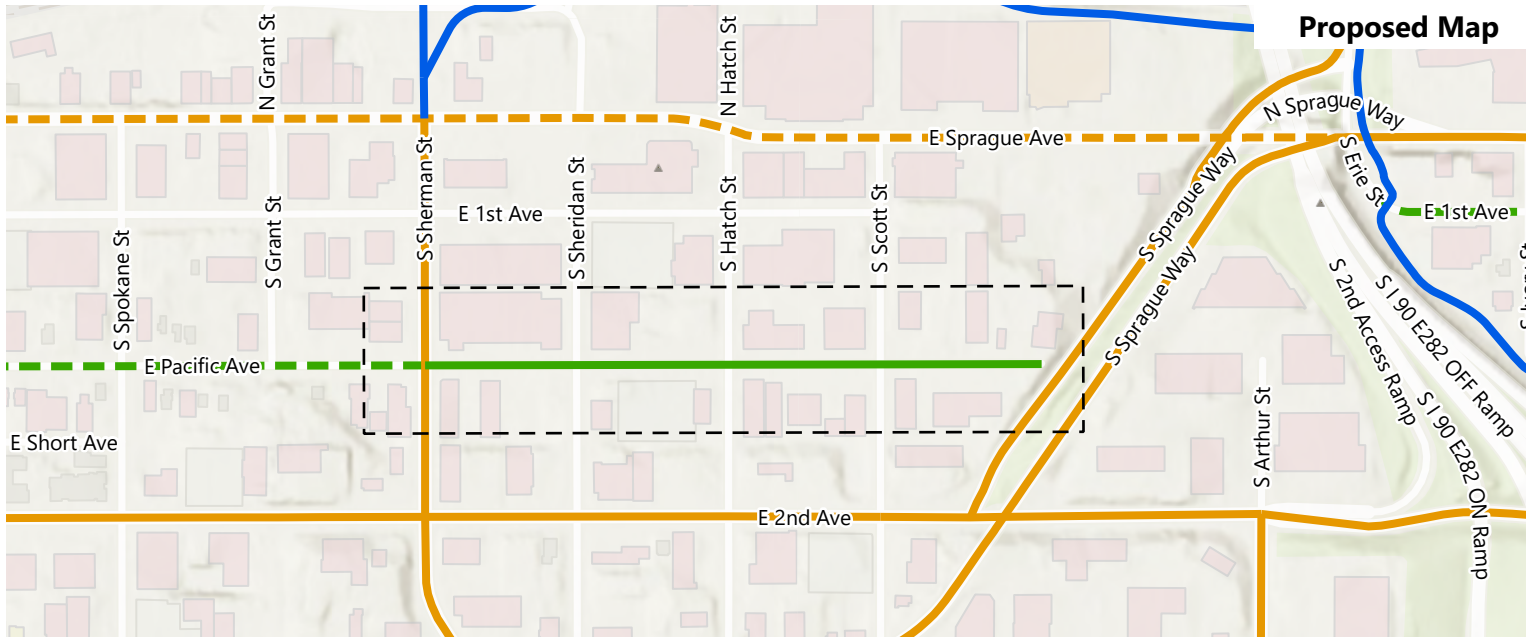 Proposed Map
N Grant St
N Hatch St
N Sprague Way
E Sprague Ave
S Sherman St
S Erie St
E 1st Ave
E 1st Ave
S Spokane St
S Grant St
S Sheridan St
S Hatch St
S Scott St
S Sprague Way
S Sprague Way
S 2nd Access Ramp
S I 90 E282 OFF Ramp
E Pacific Ave
E Short Ave
S Arthur St
S I 90 E282 ON Ramp
E 2nd Ave